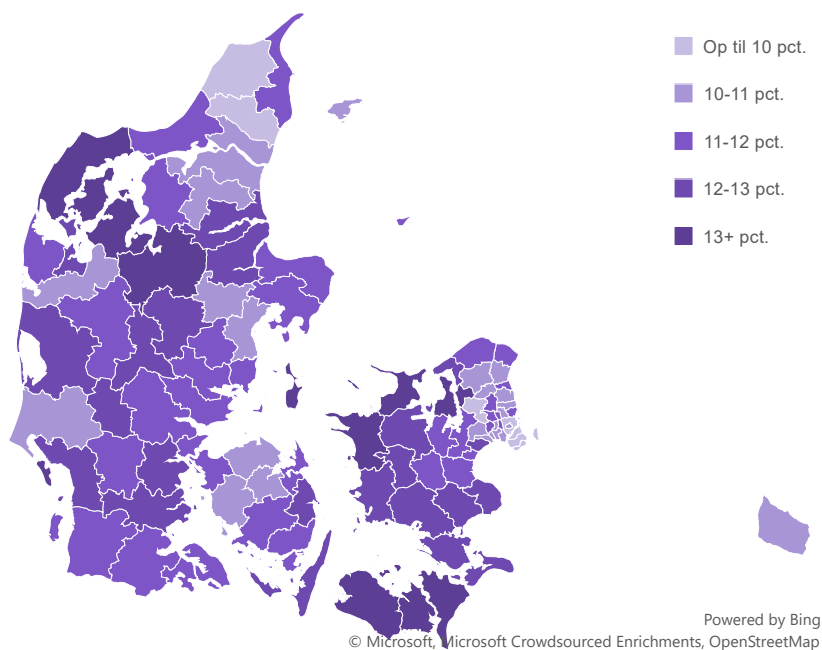 Op til 10 pct.
10-11 pct.
11-12 pct.
12-13 pct.
13+ pct.
Powered by Bing
© Microsoft, Microsoft Crowdsourced Enrichments, OpenStreetMap